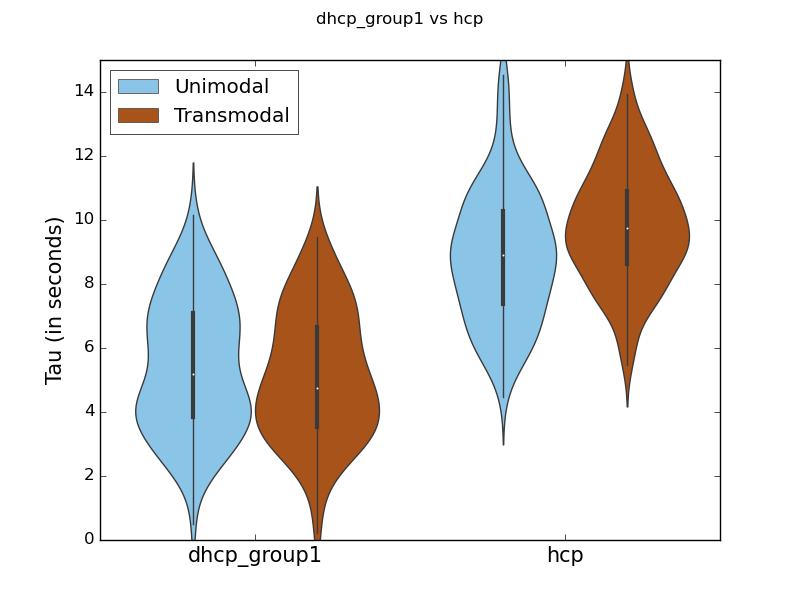 dhcp_group1 vs hcp
Unimodal
Transmodal
Tau (in seconds)
14
12
10
8
6
4
2
0
dhcp_group1
hcp